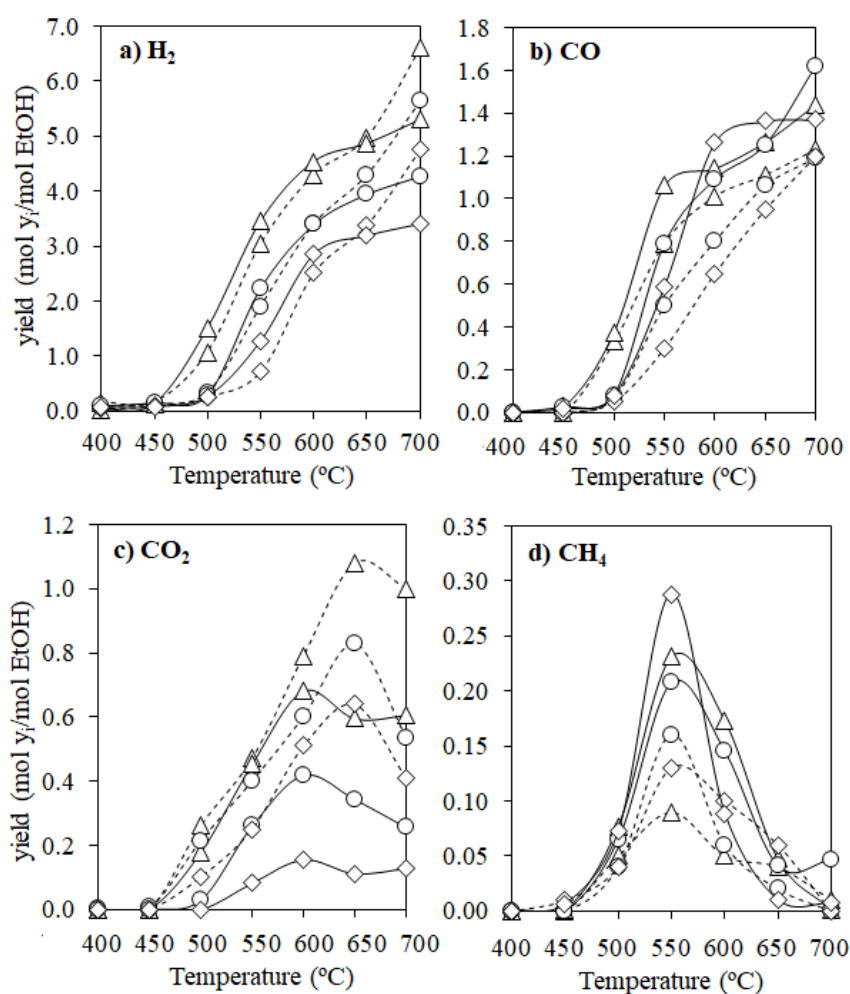 a) H2
b) CO
yield (mol yi/mol EtOH)
7.0
6.0
5.0
4.0
3.0
2.0
1.0
0.0
400 450 500 550 600 650 700
Temperature (ºC)
1.8
1.6
1.4
1.2
1.0
0.8
0.6
0.4
0.2
0.0
400 450 500 550 600 650 700
Temperature (ºC)
c) CO2
d) CH4
yield (mol yi/mol EtOH)
1.2
1.0
0.8
0.6
0.4
0.2
0.0
400 450 500 550 600 650 700
Temperature (ºC)
0.35
0.30
0.25
0.20
0.15
0.10
0.05
0.00
400 450 500 550 600 650 700
Temperature (ºC)